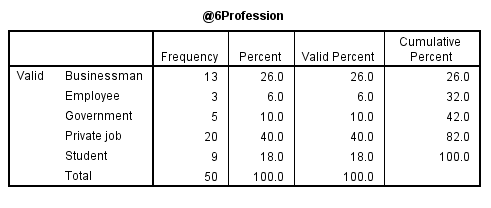 @6Profession
Frequency Percent Valid Percent Cumulative Percent
Valid Businessman 13 26.0 26.0 26.0
Employee 3 6.0 6.0 32.0
Government 5 10.0 10.0 42.0
Private job 20 40.0 40.0 82.0
Student 9 18.0 18.0 100.0
Total 50 100.0 100.0